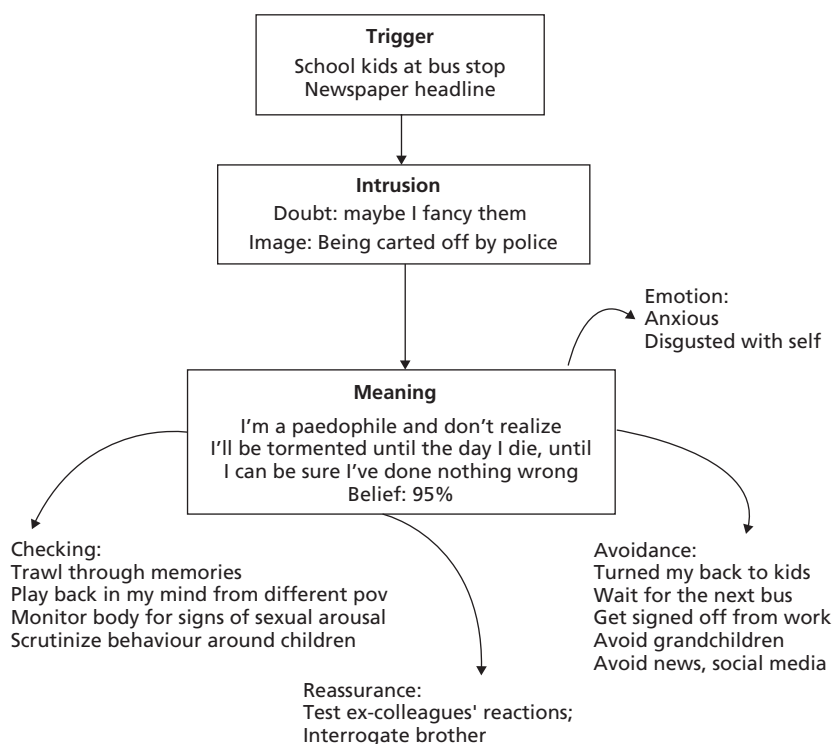 Trigger
School kids at bus stop
Newspaper headline
Intrusion
Doubt: maybe I fancy them
Image: Being carted off by police
Emotion:
Anxious
Disgusted with self
Meaning
I'm a paedophile and don't realize
I'll be tormented until the day I die, until
I can be sure I've done nothing wrong
Belief: 95%
Checking:
Trawl through memories
Play back in my mind from different pov
Monitor body for signs of sexual arousal
Scrutinize behaviour around children
Reassurance:
Test ex-colleagues' reactions;
Interrogate brother
Avoidance:
Turned my back to kids
Wait for the next bus
Get signed off from work
Avoid grandchildren
Avoid news, social media